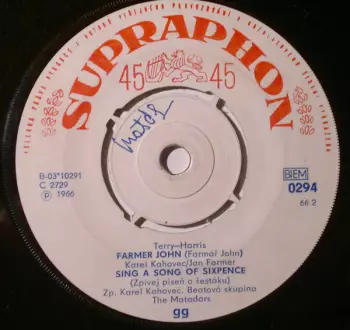 SUPRAPHON
45 45
Matad
B-03*10291
C 2729
℗ 1966
BIEM
0294
66.2
Terry-Harris
FARMER JOHN (Farmář John)
Karel Kahovec/Jan Farmer
SING A SONG OF SIXPENCE
(Zpívej píseň o šestáku)
Zp. Karel Kahovec. Beatová skupina
The Matadors
gg